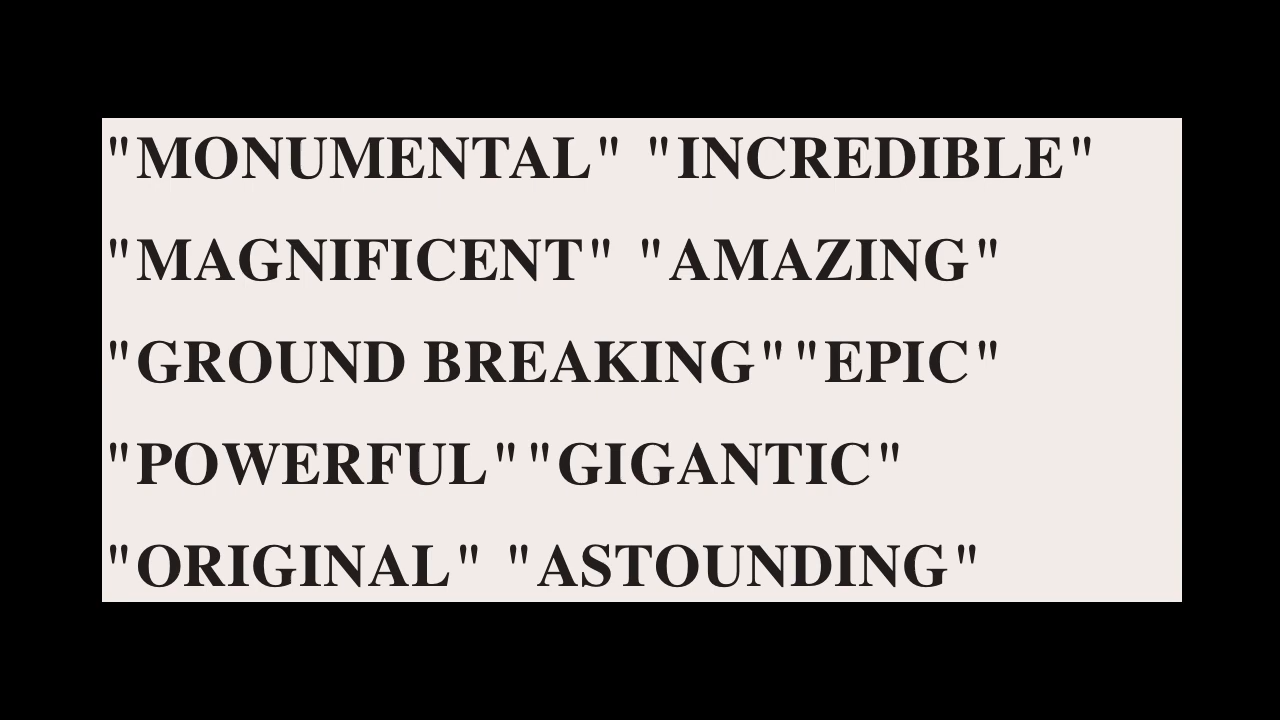 "MONUMENTAL" "INCREDIBLE"
"MAGNIFICENT" "AMAZING"
"GROUND BREAKING" "EPIC"
"POWERFUL" "GIGANTIC"
"ORIGINAL" "ASTOUNDING"